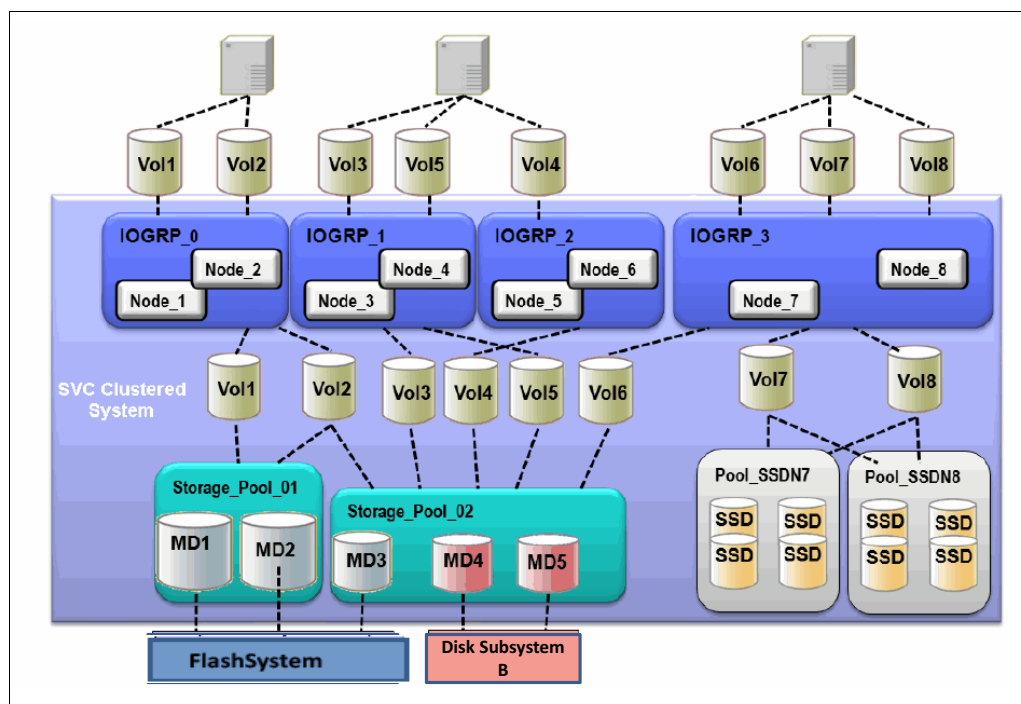 Vol1
Vol2
Vol3
Vol5
Vol4
Vol6
Vol7
Vol8
IOGRP_0
IOGRP_1
IOGRP_2
IOGRP_3
Node_2
Node_4
Node_6
Node_8
Node_1
Node_3
Node_5
Node_7
SVC Clustered
System
Vol1
Vol2
Vol3
Vol4
Vol5
Vol6
Vol7
Vol8
Storage_Pool_01
Storage_Pool_02
Pool_SSDN7
Pool_SSDN8
MD1
MD2
MD3
MD4
MD5
SSD
SSD
SSD
SSD
SSD
SSD
SSD
SSD
FlashSystem
Disk Subsystem
B